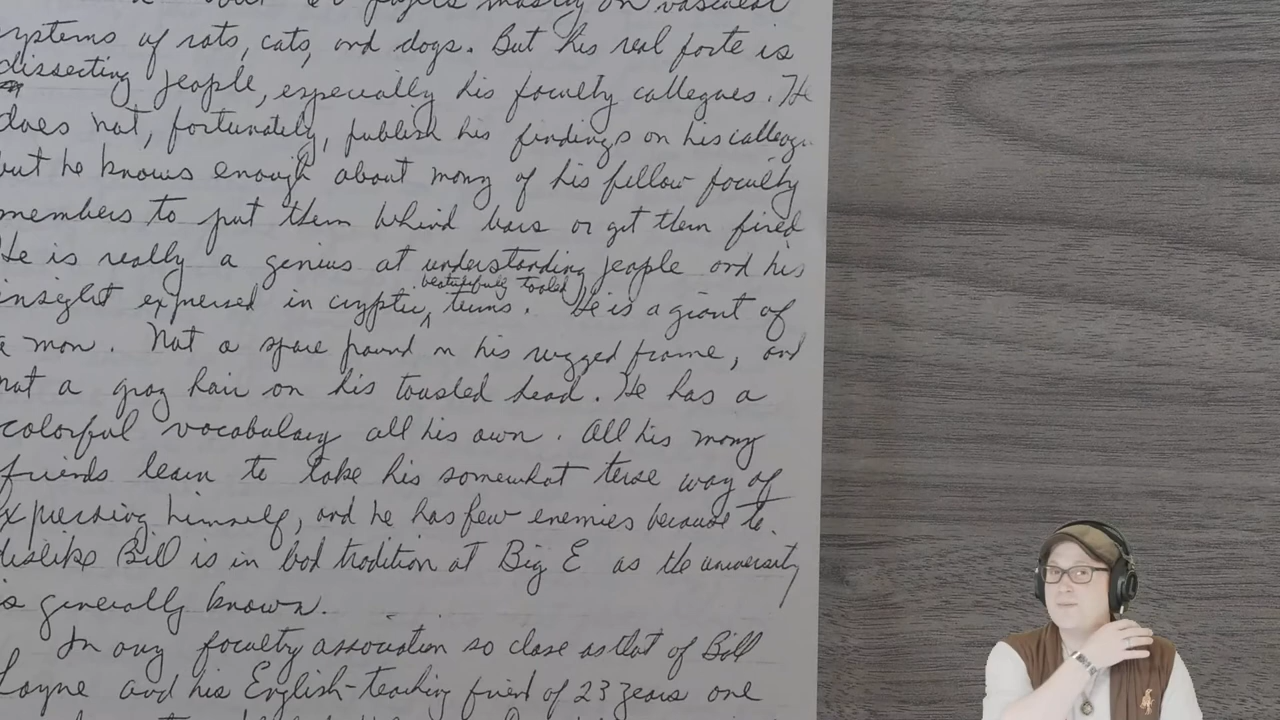 papers mostly on vascular
systems of rats, cats, and dogs. But his real forte is
dissecting people, especially his faculty collegues. He
does not, fortunately, publish his findings on his
but he knows enough about many of his fellow faculty
members to put them behind bars or get them fired
He is really a genius at understanding people and his
beautifully tooled
insight expressed in cryptic, terms. He is a giant of
a man. Not a spare pound on his rugged frame, and
not a gray hair on his tousled head. He has a
colorful vocabulary all his own. All his many
friends learn to take his somewhat terse way of
expressing himself, and he has few enemies because to
dislike Bill is in bad tradition at Big E as the university
is generally known.
In any faculty association so close as that of Bill
Layne and his English-teaching friend of 23 years one